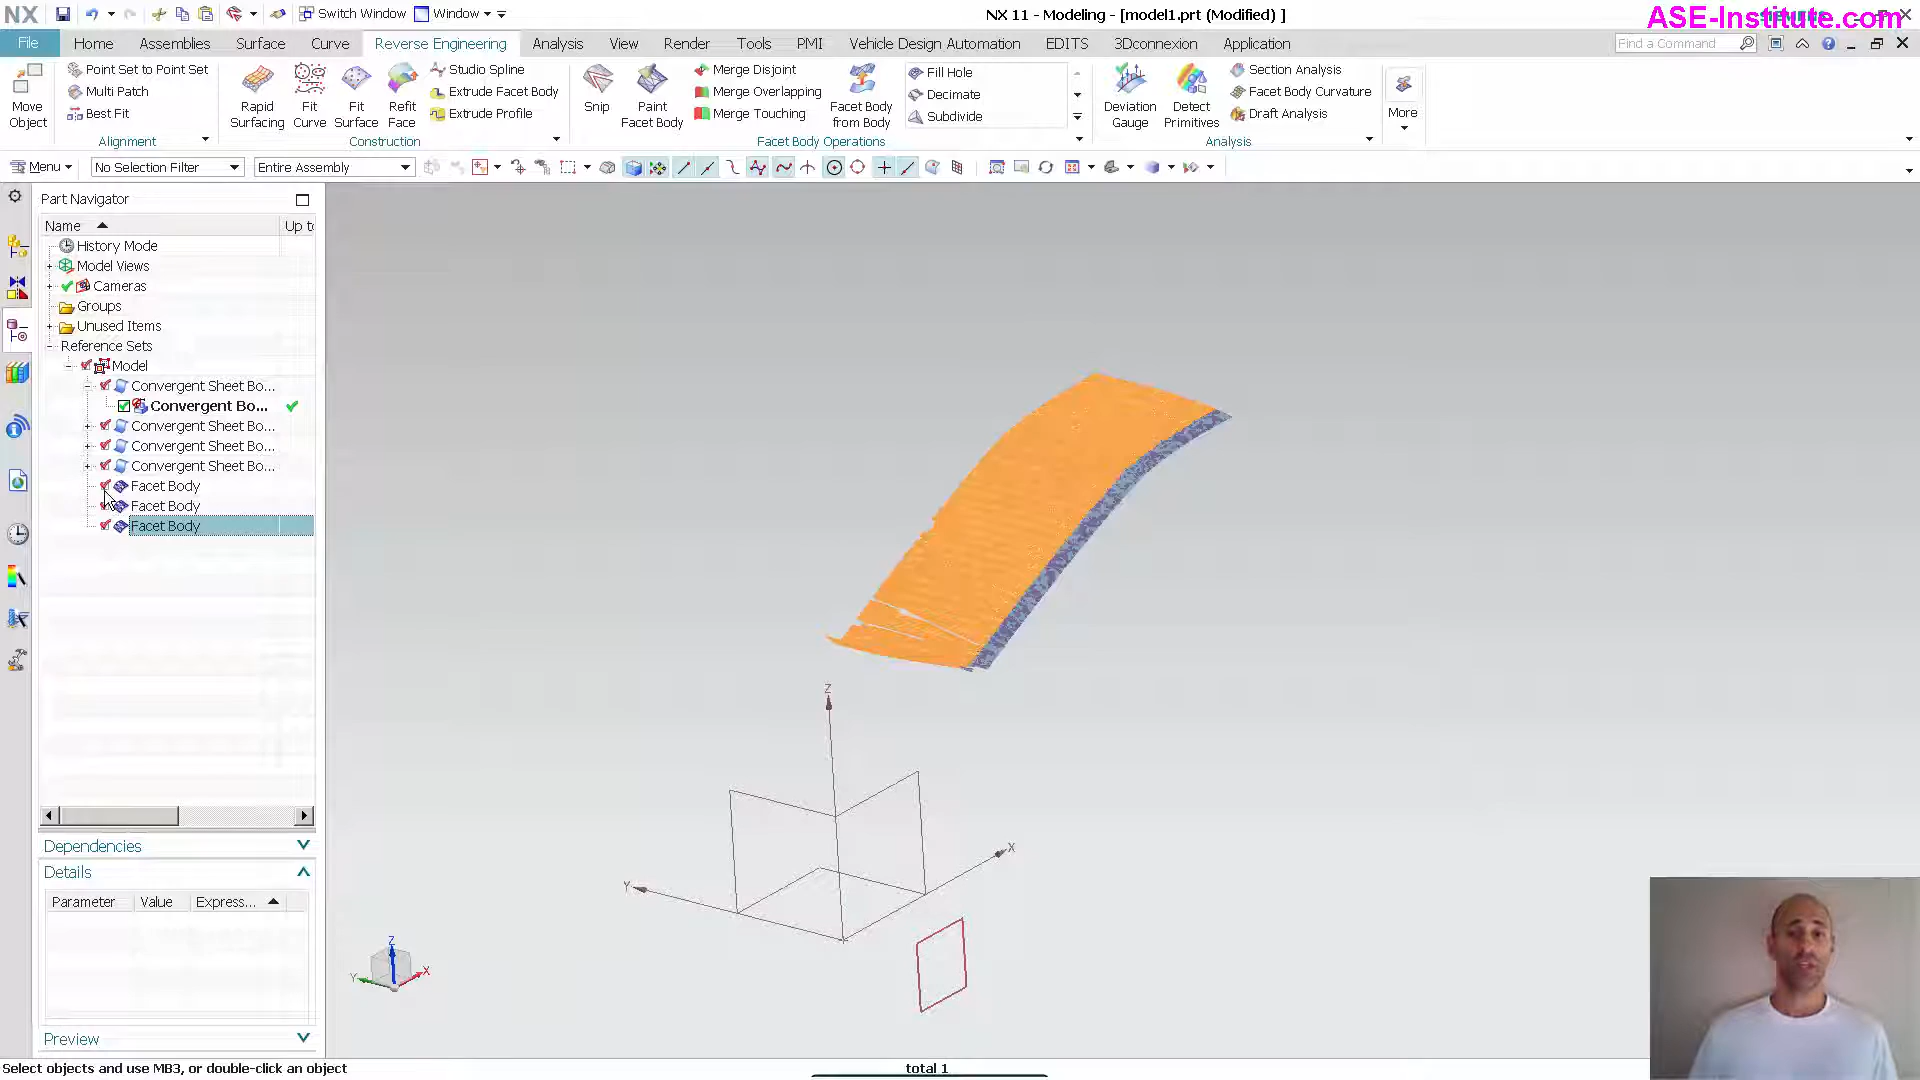 NX
Switch Window
Window
NX 11 - Modeling - [model1.prt (Modified) ]
ASE-Institute.com
File
Home
Assemblies
Surface
Curve
Reverse Engineering
Analysis
View
Render
Tools
PMI
Vehicle Design Automation
EDITS
3Dconnexion
Application
Find a Command
Move Object
Point Set to Point Set
Multi Patch
Best Fit
Alignment
Rapid Surfacing
Fit Curve
Fit Surface
Refit Face
Studio Spline
Extrude Facet Body
Extrude Profile
Construction
Snip
Paint Facet Body
Merge Disjoint
Merge Overlapping
Merge Touching
Facet Body from Body
Fill Hole
Decimate
Subdivide
Facet Body Operations
Deviation Gauge
Detect Primitives
Section Analysis
Facet Body Curvature
Draft Analysis
Analysis
More
Menu
No Selection Filter
Entire Assembly
Part Navigator
Name
Up to
History Mode
Model Views
Cameras
Groups
Unused Items
Reference Sets
Model
Convergent Sheet Bo...
Convergent Bo...
Convergent Sheet Bo...
Convergent Sheet Bo...
Convergent Sheet Bo...
Facet Body
Facet Body
Facet Body
Dependencies
Details
Parameter
Value
Express...
Preview
Z
X
Y
Z
Y
X
Select objects and use MB3, or double-click an object
total 1